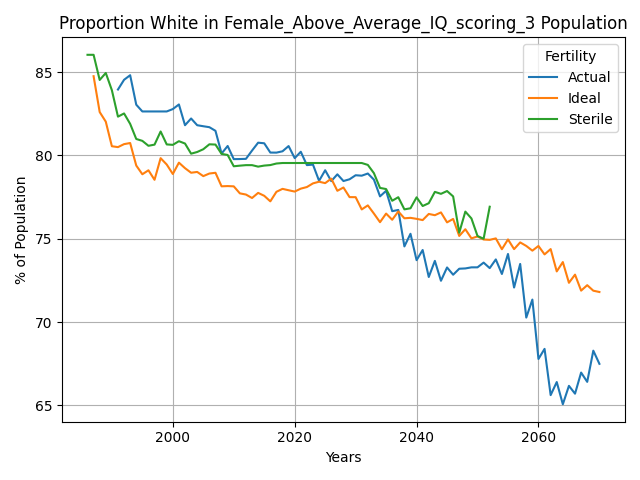 Proportion White in Female_Above_Average_IQ_scoring_3 Population
Fertility
Actual
Ideal
Sterile
% of Population
85
80
75
70
65
2000
2020
2040
2060
Years